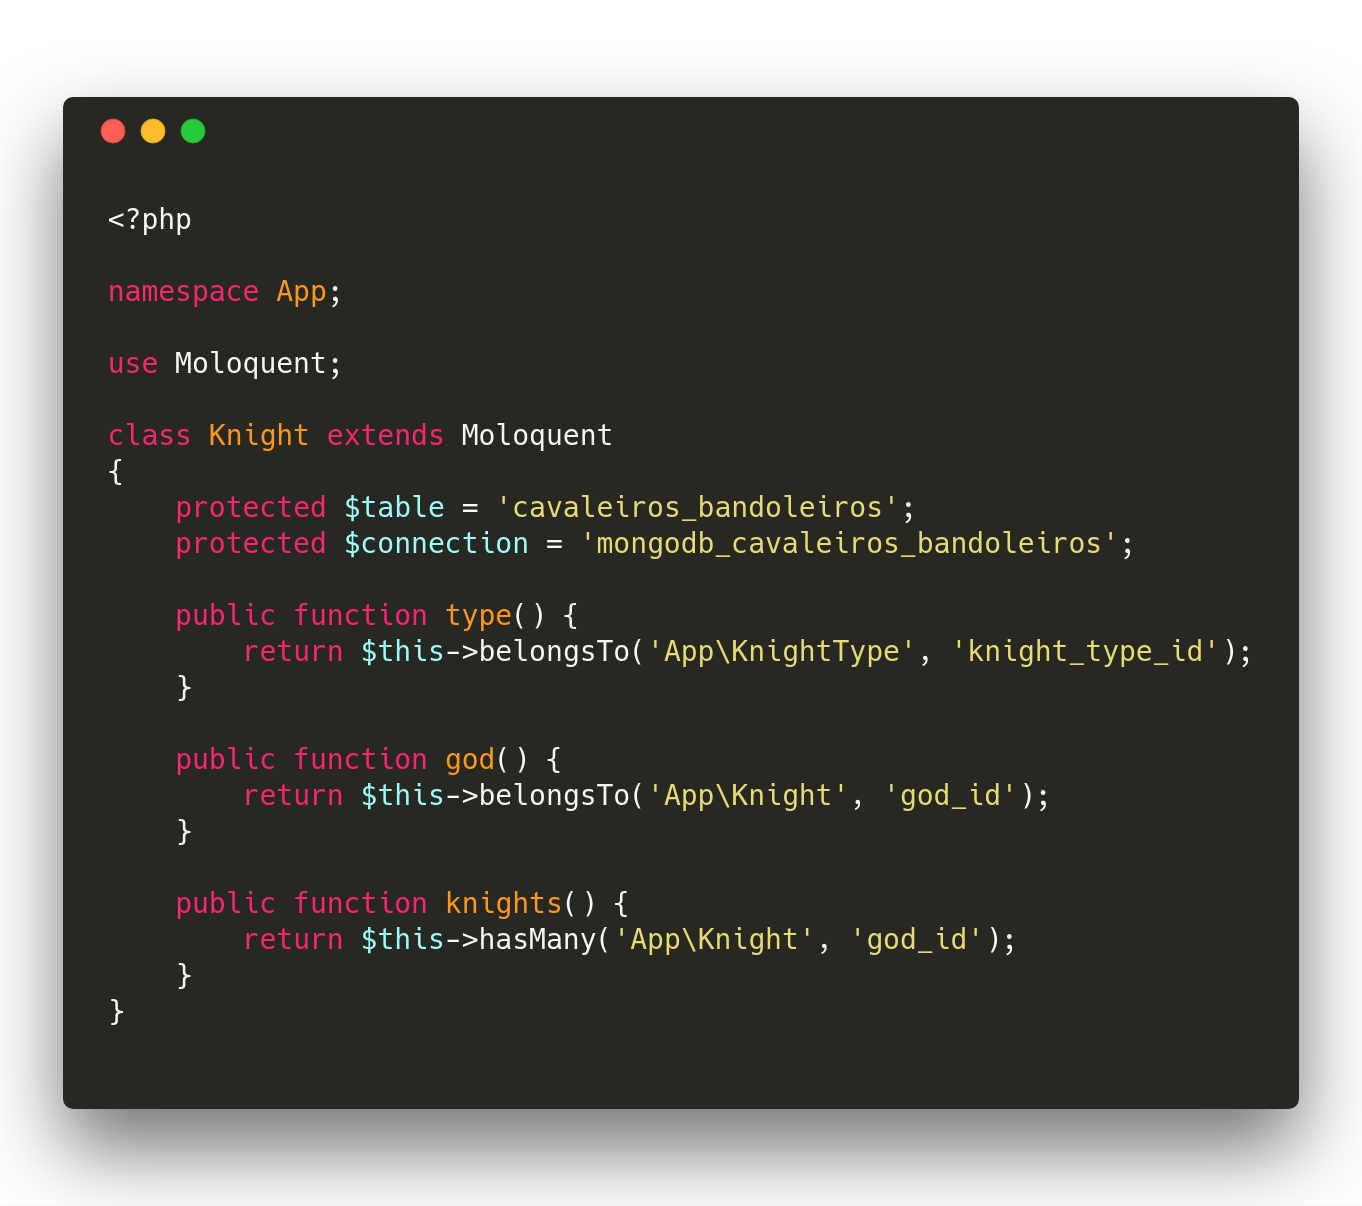 <?php
namespace App;
use Moloquent;
class Knight extends Moloquent
{
    protected $table = 'cavaleiros_bandoleiros';
    protected $connection = 'mongodb_cavaleiros_bandoleiros';
    public function type() {
        return $this->belongsTo('App\KnightType', 'knight_type_id');
    }
    public function god() {
        return $this->belongsTo('App\Knight', 'god_id');
    }
    public function knights() {
        return $this->hasMany('App\Knight', 'god_id');
    }
}